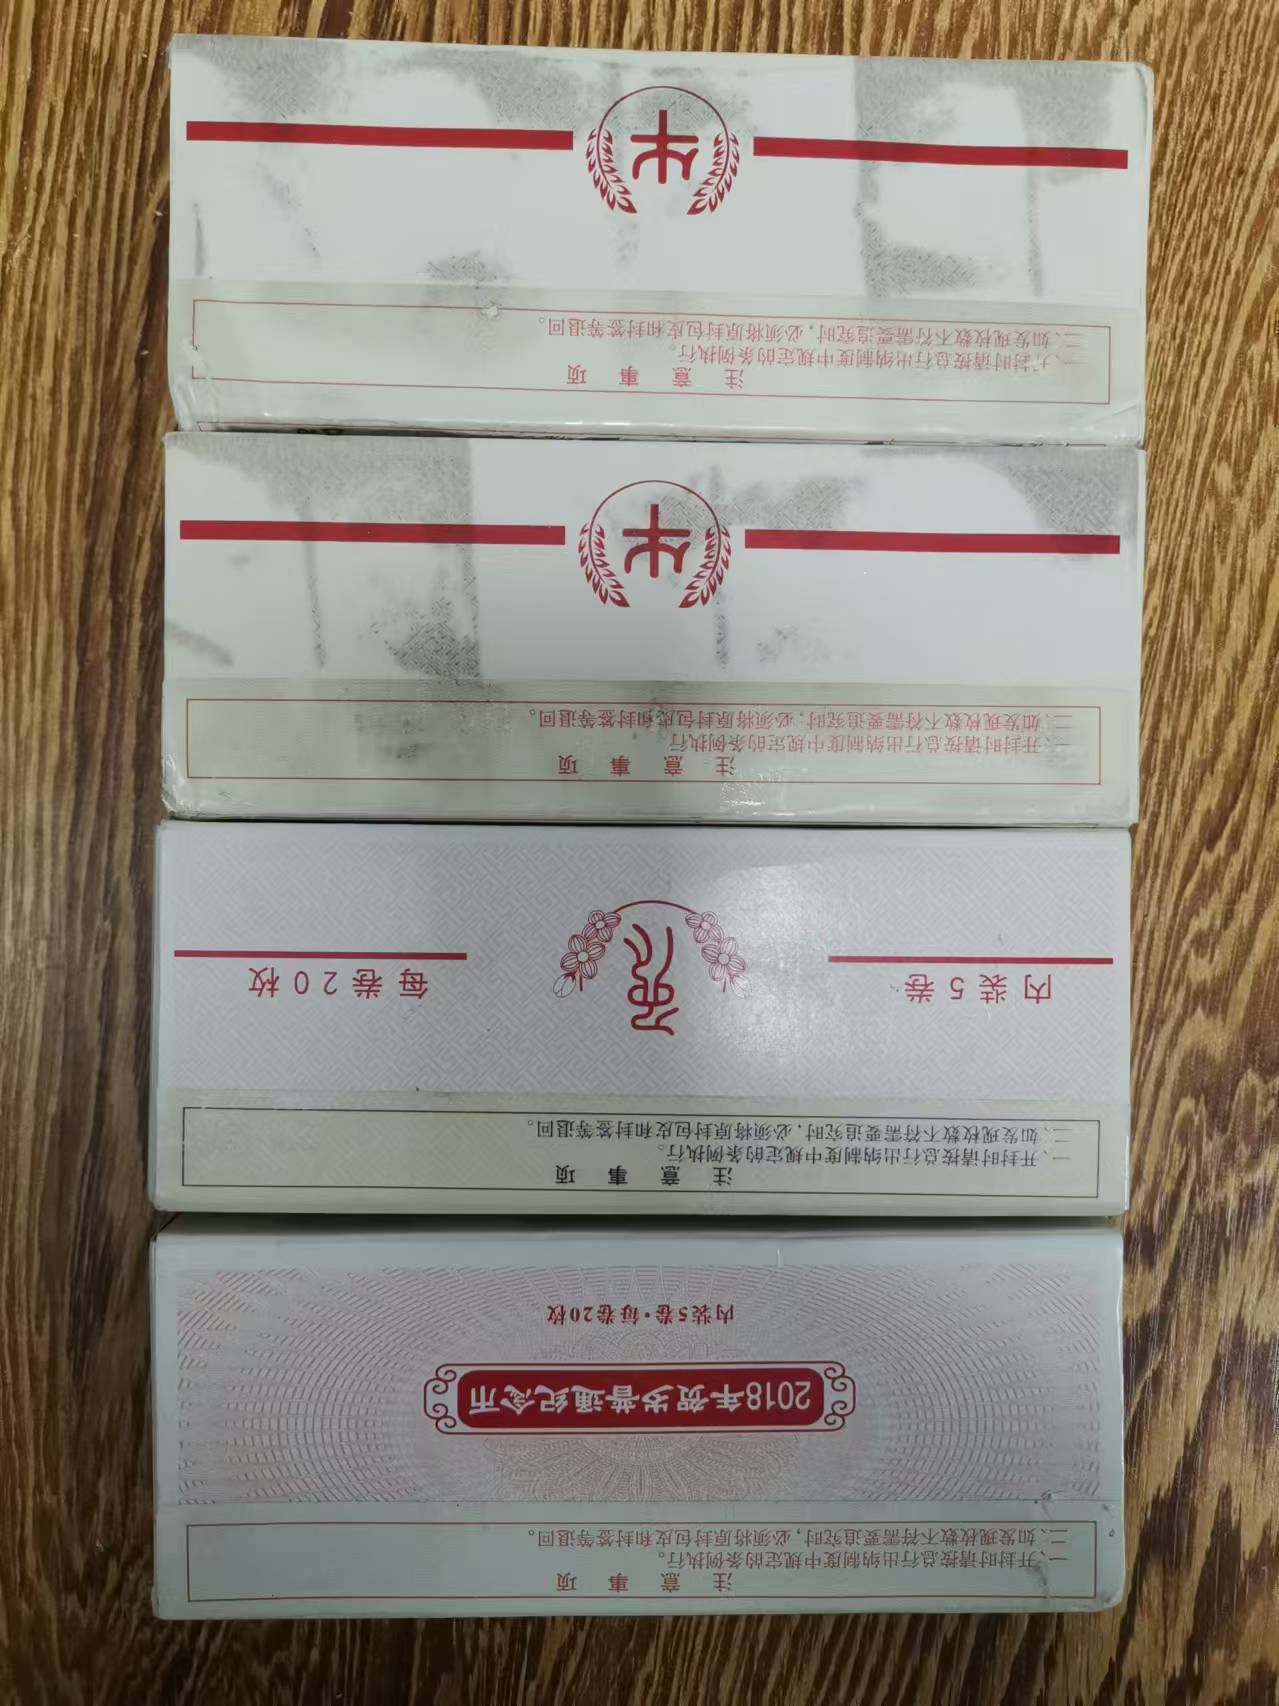 注 意 事 项
一、开封时请按总行出纳制度中规定的条例执行。
二、如发现枚数不符需要追究时，必须将原封包皮和封签等退回。
2018年贺岁普通纪念币
内装5卷·每卷20枚
注 意 事 项
一、开封时请按总行出纳制度中规定的条例执行。
二、如发现枚数不符需要追究时、必须将原封包皮和封签等退回。
内装5卷 虎 每卷20枚
注 意 事 项
一、开封时请按总行出纳制度中规定的条例执行
二、如发现枚数不符需要追究时，必须将原封包皮和封签等退回。
牛
注 意 事 项
一、开封时请按总行出纳制度中规定的条例执行。
二、如发现枚数不符需要追究时，必须将原封包皮和封签等退回。
牛